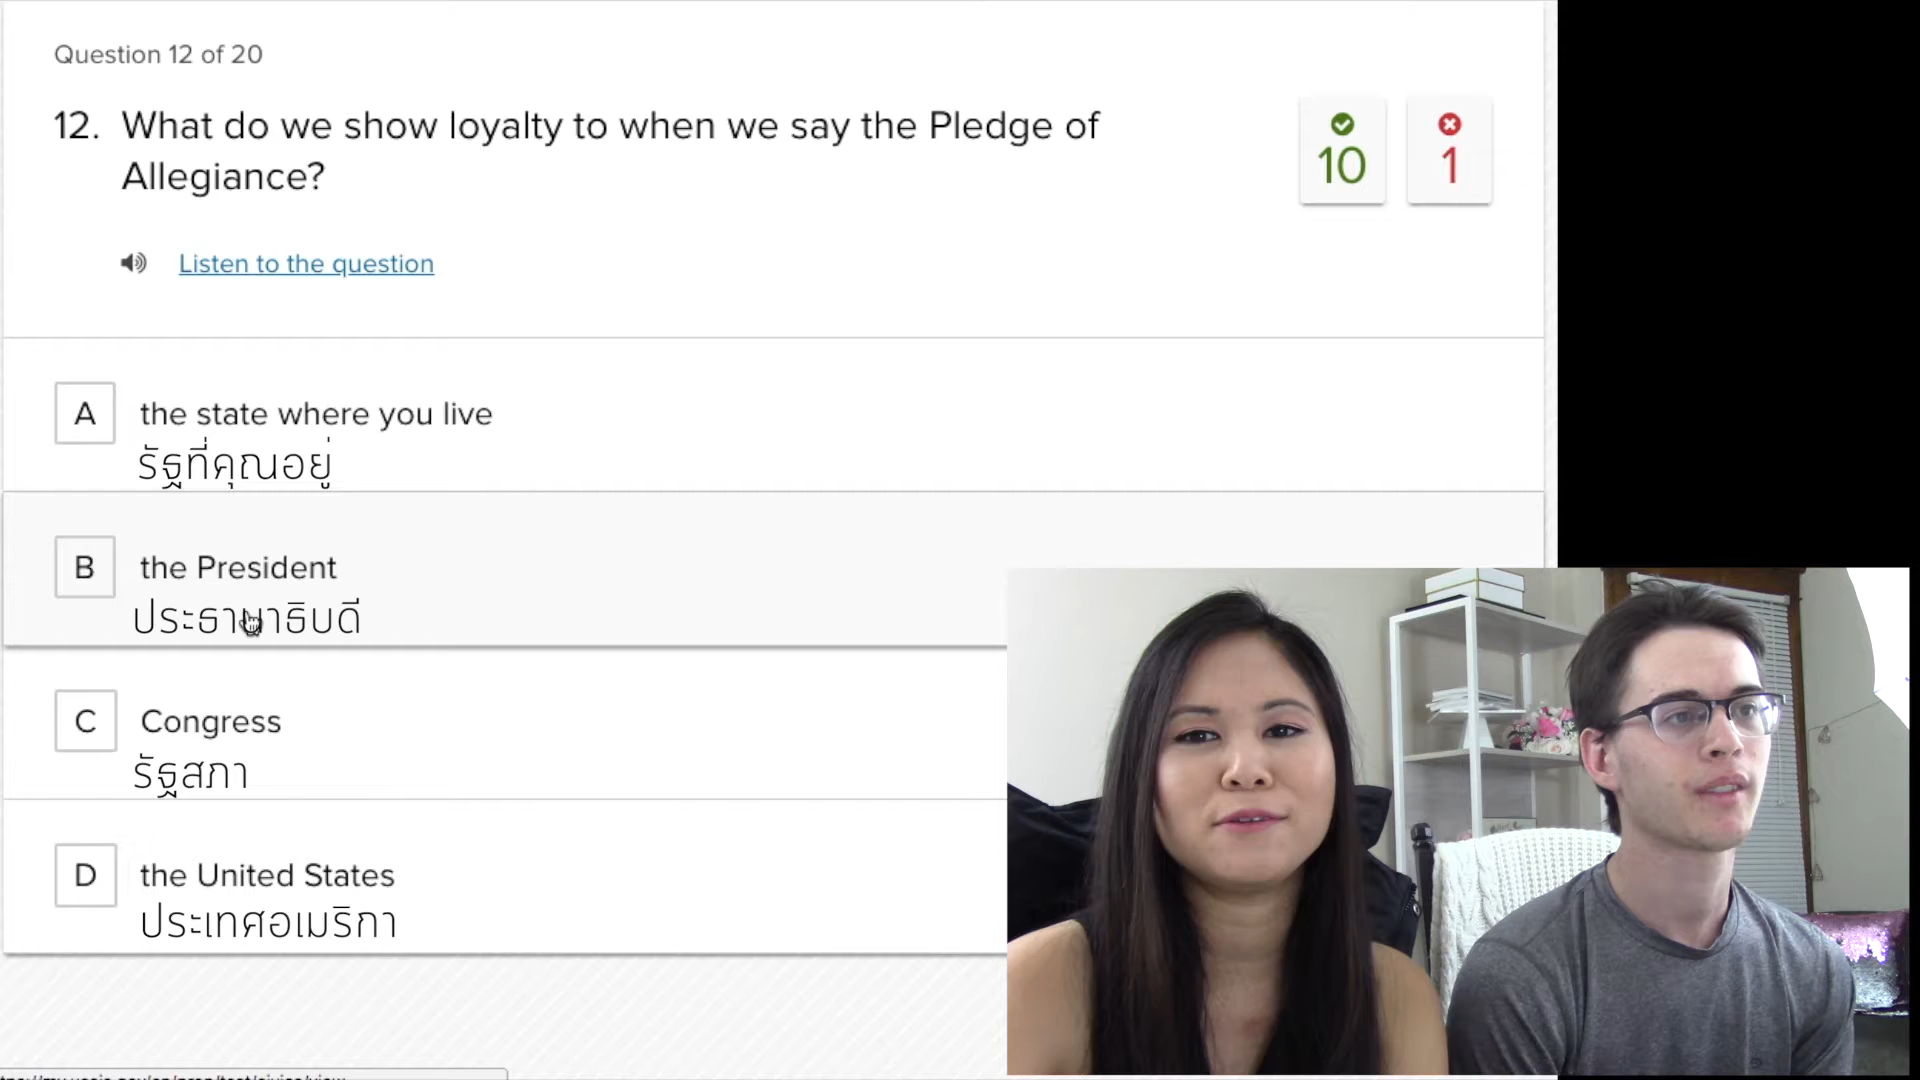 Question 12 of 20
12. What do we show loyalty to when we say the Pledge of
Allegiance?
10
1
Listen to the question
A the state where you live
รัฐที่คุณอยู่
B the President
ประธานาธิบดี
C Congress
รัฐสภา
D the United States
ประเทศอเมริกา